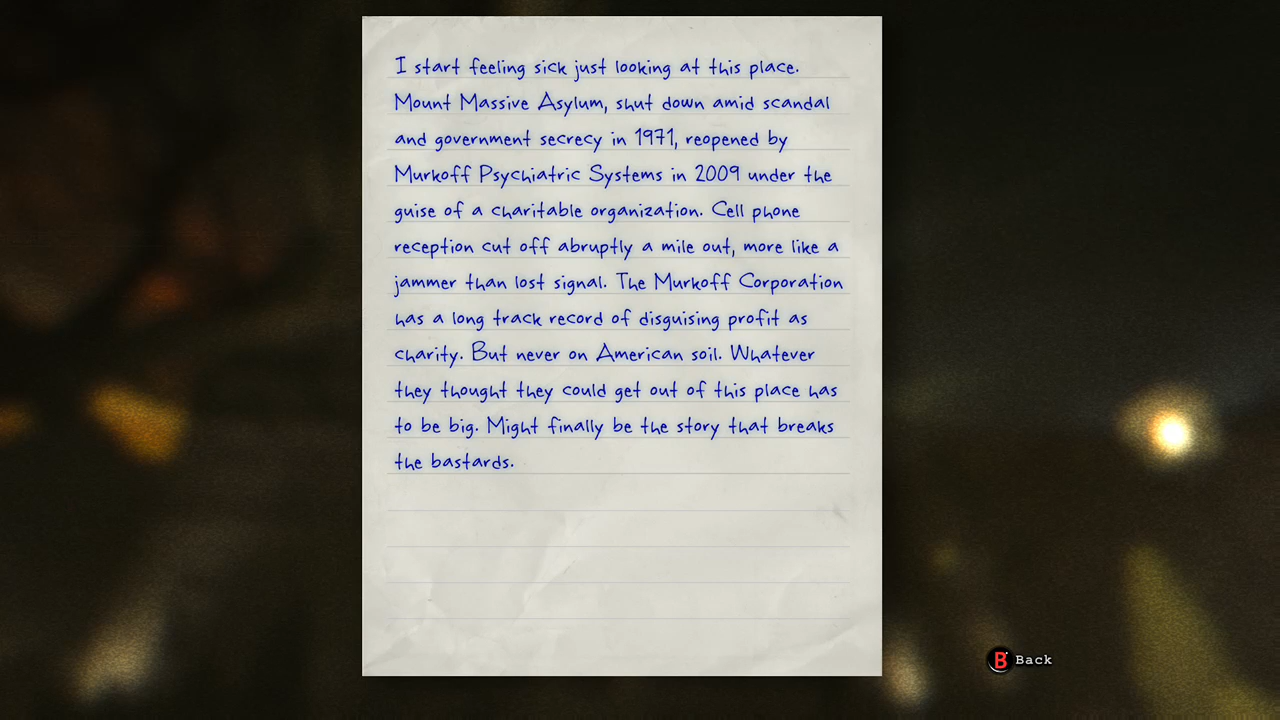 I start feeling sick just looking at this place.
Mount Massive Asylum, shut down amid scandal
and government secrecy in 1971, reopened by
Murkoff Psychiatric Systems in 2009 under the
guise of a charitable organization. Cell phone
reception cut off abruptly a mile out, more like a
jammer than lost signal. The Murkoff Corporation
has a long track record of disguising profit as
charity. But never on American soil. Whatever
they thought they could get out of this place has
to be big. Might finally be the story that breaks
the bastards.
B Back